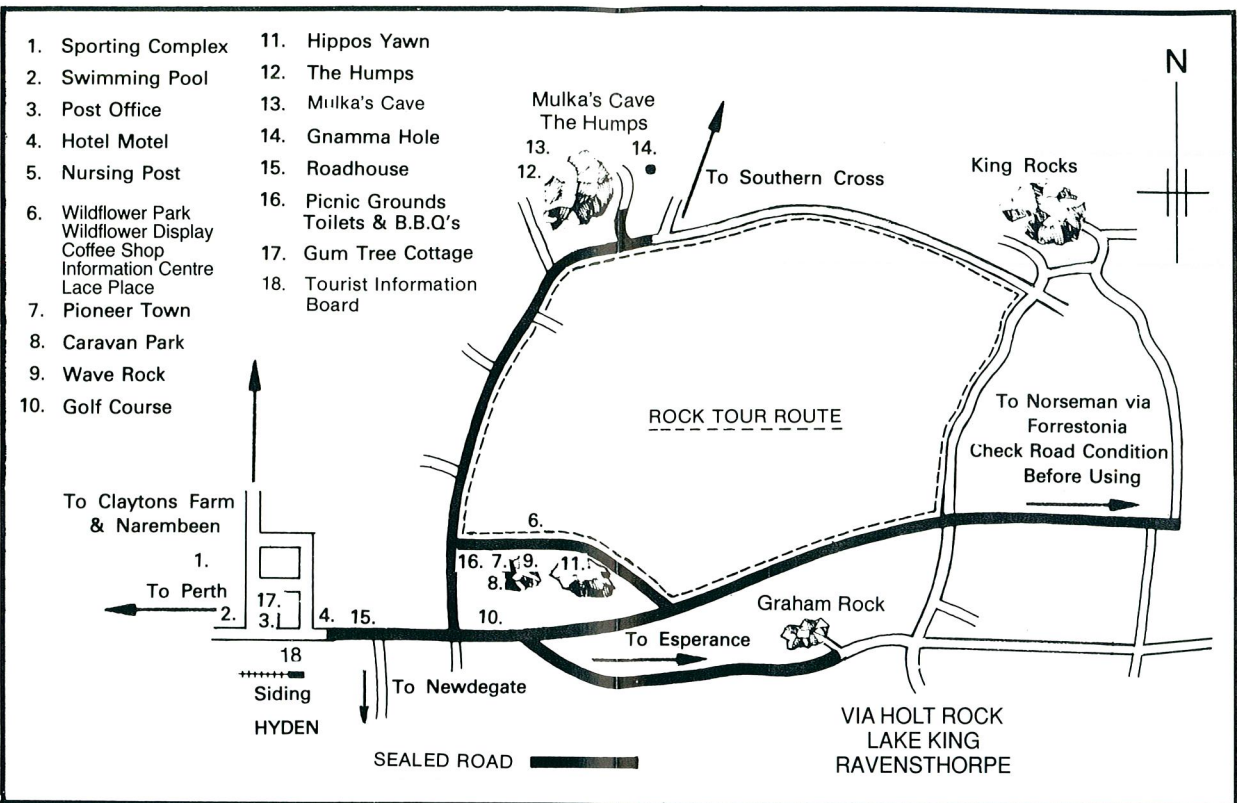 1. Sporting Complex
2. Swimming Pool
3. Post Office
4. Hotel Motel
5. Nursing Post
6. Wildflower Park
Wildflower Display
Coffee Shop
Information Centre
Lace Place
7. Pioneer Town
8. Caravan Park
9. Wave Rock
10. Golf Course
11. Hippos Yawn
12. The Humps
13. Mulka's Cave
14. Gnamma Hole
15. Roadhouse
16. Picnic Grounds
Toilets & B.B.Q's
17. Gum Tree Cottage
18. Tourist Information
Board
Mulka's Cave
The Humps
13. 14.
12.
To Southern Cross
King Rocks
N
ROCK TOUR ROUTE
To Norseman via
Forrestonia
Check Road Condition
Before Using
To Claytons Farm
& Narembeen
1.
To Perth
2.
17.
3.
4. 15.
18
Siding
HYDEN
6.
16. 7. 9. 11.
8.
10.
To Newdegate
To Esperance
Graham Rock
VIA HOLT ROCK
LAKE KING
RAVENSTHORPE
SEALED ROAD